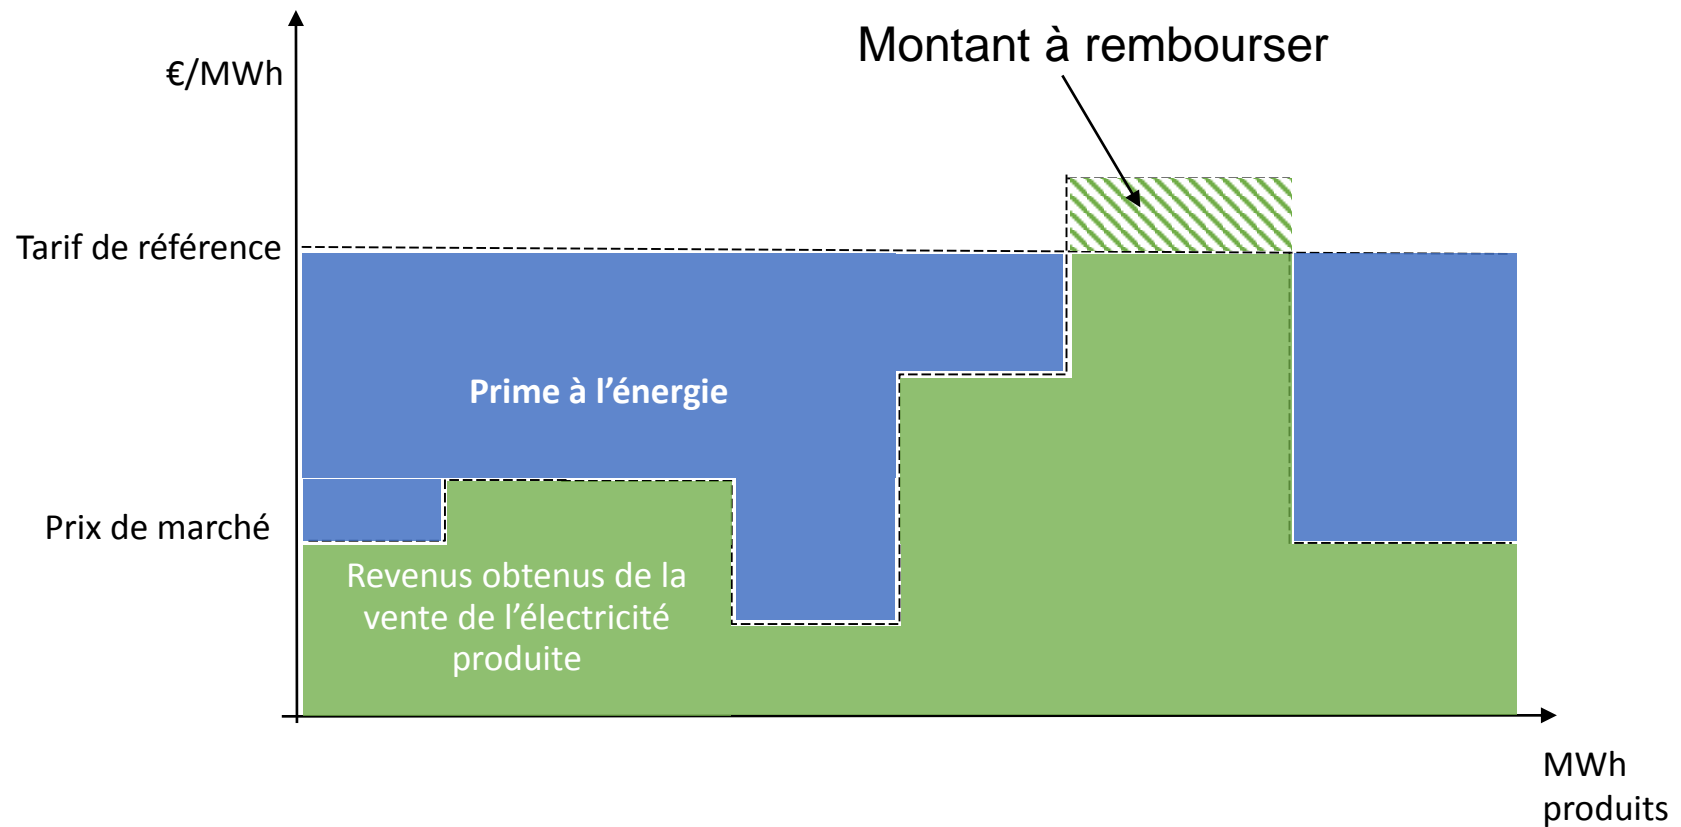 Montant à rembourser
€/MWh
Tarif de référence
Prime à l’énergie
Prix de marché
Revenus obtenus de la
vente de l’électricité
produite
MWh
produits